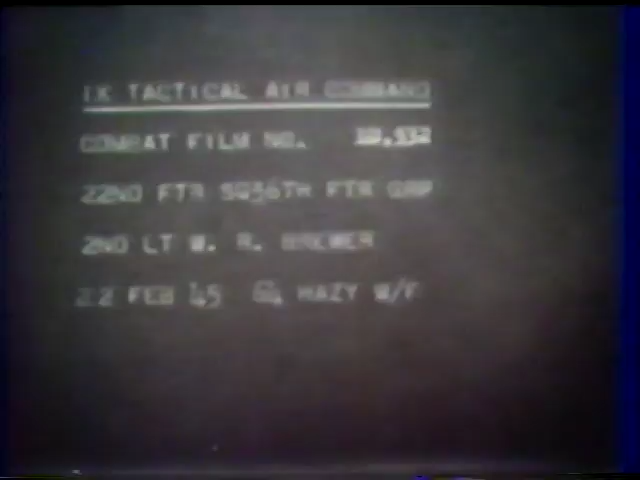 IX TACTICAL AIR COMMAND
COMBAT FILM NO.
22ND FTR SQ 36TH FTR GRP
2ND LT W. R. BREWER
22 FEB 45 HAZY W/F